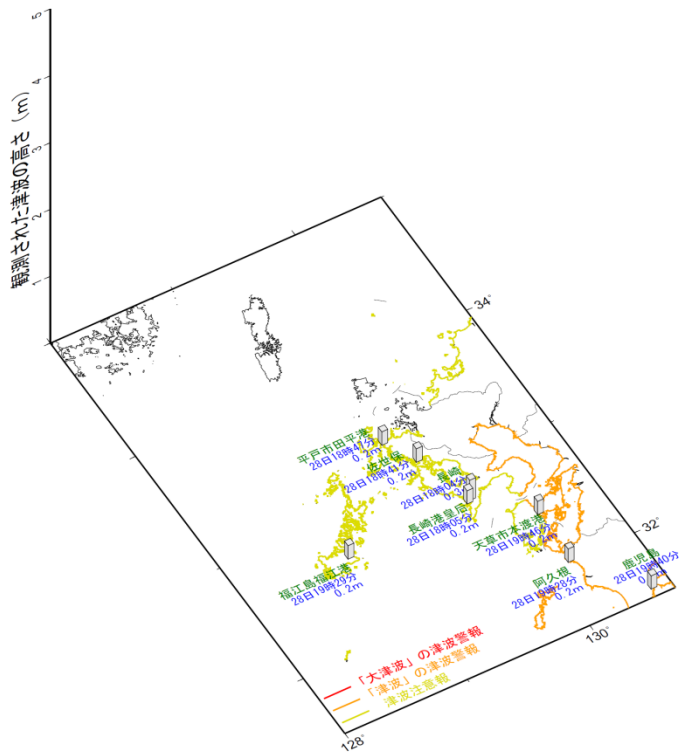 5
4
3
2
1
観測された津波の高さ（m）
34°
平戸市田平港
28日18時47分
0.2m
佐世保
28日18時41分
0.2m
長崎
28日18時04分
長崎港皇后
28日18時05分
0.2m
32°
天草市本渡港
28日19時46分
0.2m
鹿児島
28日19時40分
阿久根
28日19時28分
0.2m
福江島福江港
28日19時29分
0.2m
130°
「大津波」の津波警報
「津波」の津波警報
津波注意報
128°